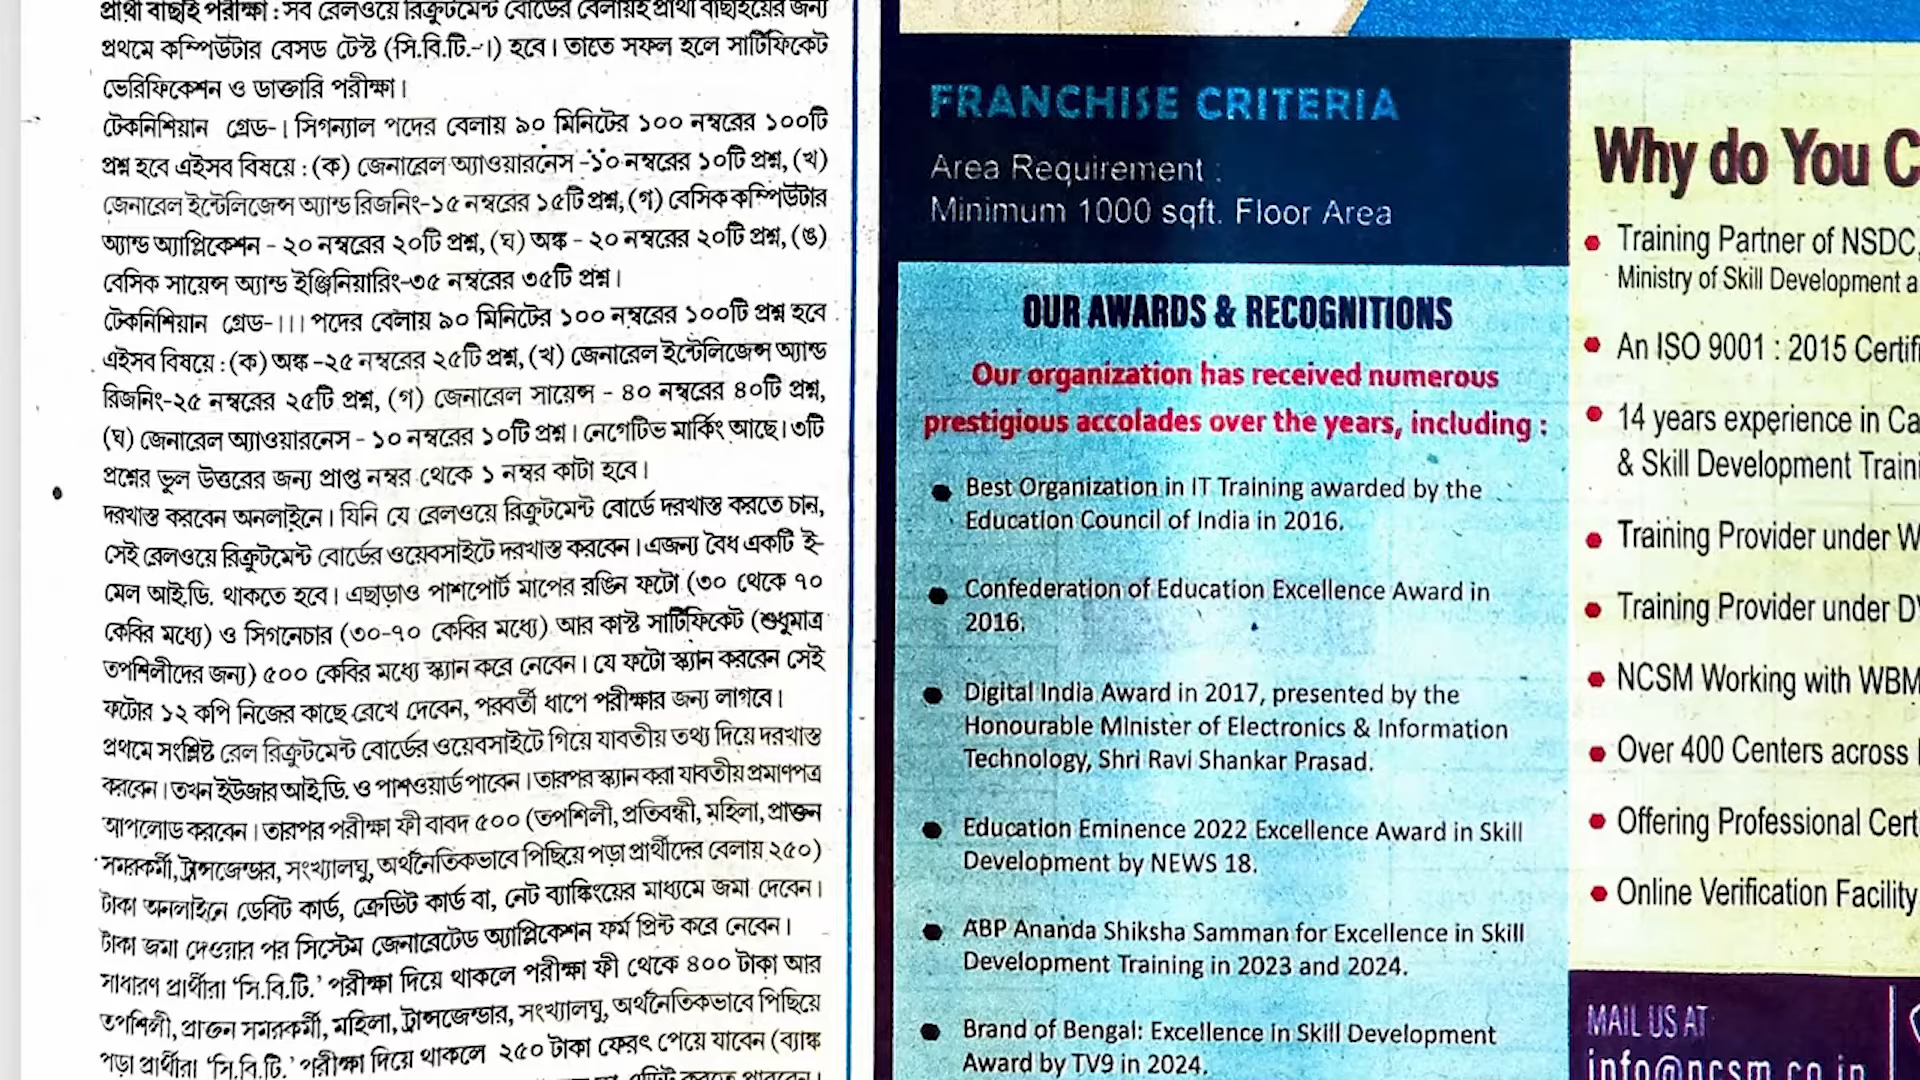 প্রার্থী বাছাই পরীক্ষা : সব রেলওয়ে রিক্রুটমেন্ট বোর্ডের বেলায়ই প্রার্থী বাছাইয়ের জন্য
প্রথমে কম্পিউটার বেসড টেস্ট (সি.বি.টি.-।) হবে। তাতে সফল হলে সার্টিফিকেট
ভেরিফিকেশন ও ডাক্তারি পরীক্ষা।
টেকনিশিয়ান গ্রেড-। সিগন্যাল পদের বেলায় ৯০ মিনিটের ১০০ নম্বরের ১০০টি
প্রশ্ন হবে এইসব বিষয়ে : (ক) জেনারেল অ্যাওয়ারনেস -১০ নম্বরের ১০টি প্রশ্ন, (খ)
জেনারেল ইন্টেলিজেন্স অ্যান্ড রিজনিং-১৫ নম্বরের ১৫টি প্রশ্ন, (গ) বেসিক কম্পিউটার
অ্যান্ড অ্যাপ্লিকেশন - ২০ নম্বরের ২০টি প্রশ্ন, (ঘ) অঙ্ক - ২০ নম্বরের ২০টি প্রশ্ন, (ঙ)
বেসিক সায়েন্স অ্যান্ড ইঞ্জিনিয়ারিং-৩৫ নম্বরের ৩৫টি প্রশ্ন।
টেকনিশিয়ান গ্রেড-।।। পদের বেলায় ৯০ মিনিটের ১০০ নম্বরের ১০০টি প্রশ্ন হবে
এইসব বিষয়ে : (ক) অঙ্ক -২৫ নম্বরের ২৫টি প্রশ্ন, (খ) জেনারেল ইন্টেলিজেন্স অ্যান্ড
রিজনিং-২৫ নম্বরের ২৫টি প্রশ্ন, (গ) জেনারেল সায়েন্স - ৪০ নম্বরের ৪০টি প্রশ্ন,
(ঘ) জেনারেল অ্যাওয়ারনেস - ১০ নম্বরের ১০টি প্রশ্ন। নেগেটিভ মার্কিং আছে। ৩টি
প্রশ্নের ভুল উত্তরের জন্য প্রাপ্ত নম্বর থেকে ১ নম্বর কাটা হবে।
দরখাস্ত করবেন অনলাইনে। যিনি যে রেলওয়ে রিক্রুটমেন্ট বোর্ডে দরখাস্ত করতে চান,
সেই রেলওয়ে রিক্রুটমেন্ট বোর্ডের ওয়েবসাইটে দরখাস্ত করবেন। এজন্য বৈধ একটি ই-
মেল আই.ডি. থাকতে হবে। এছাড়াও পাশপোর্ট মাপের রঙিন ফটো (৩০ থেকে ৭০
কেবির মধ্যে) ও সিগনেচার (৩০-৭০ কেবির মধ্যে) আর কাস্ট সার্টিফিকেট (শুধুমাত্র
তপশিলীদের জন্য) ৫০০ কেবির মধ্যে স্ক্যান করে নেবেন। যে ফটো স্ক্যান করবেন সেই
ফটোর ১২ কপি নিজের কাছে রেখে দেবেন, পরবর্তী ধাপে পরীক্ষার জন্য লাগবে।
প্রথমে সংশ্লিষ্ট রেল রিক্রুটমেন্ট বোর্ডের ওয়েবসাইটে গিয়ে যাবতীয় তথ্য দিয়ে দরখাস্ত
করবেন। তখন ইউজার আই.ডি. ও পাশওয়ার্ড পাবেন। তারপর স্ক্যান করা যাবতীয় প্রমাণপত্র
আপলোড করবেন। তারপর পরীক্ষা ফী বাবদ ৫০০ (তপশিলী, প্রতিবন্ধী, মহিলা, প্রাক্তন
সমরকর্মী, ট্রান্সজেন্ডার, সংখ্যালঘু, অর্থনৈতিকভাবে পিছিয়ে পড়া প্রার্থীদের বেলায় ২৫০)
টাকা অনলাইনে ডেবিট কার্ড, ক্রেডিট কার্ড বা, নেট ব্যাঙ্কিংয়ের মাধ্যমে জমা দেবেন।
টাকা জমা দেওয়ার পর সিস্টেম জেনারেটেড অ্যাপ্লিকেশন ফর্ম প্রিন্ট করে নেবেন।
সাধারণ প্রার্থীরা 'সি.বি.টি.' পরীক্ষা দিয়ে থাকলে পরীক্ষা ফী থেকে ৪০০ টাকা আর
তপশিলী, প্রাক্তন সমরকর্মী, মহিলা, ট্রান্সজেন্ডার, সংখ্যালঘু, অর্থনৈতিকভাবে পিছিয়ে
পড়া প্রার্থীরা 'সি.বি.টি.' পরীক্ষা দিয়ে থাকলে ২৫০ টাকা ফেরৎ পেয়ে যাবেন (ব্যাঙ্ক
এডিট করতে পারবেন।
FRANCHISE CRITERIA
Area Requirement :
Minimum 1000 sqft. Floor Area
OUR AWARDS & RECOGNITIONS
Our organization has received numerous
prestigious accolades over the years, including :
● Best Organization in IT Training awarded by the
Education Council of India in 2016.
● Confederation of Education Excellence Award in
2016.
● Digital India Award in 2017, presented by the
Honourable Minister of Electronics & Information
Technology, Shri Ravi Shankar Prasad.
● Education Eminence 2022 Excellence Award in Skill
Development by NEWS 18.
● ABP Ananda Shiksha Samman for Excellence in Skill
Development Training in 2023 and 2024.
● Brand of Bengal: Excellence in Skill Development
Award by TV9 in 2024.
Why do You C
● Training Partner of NSDC,
Ministry of Skill Development a
● An ISO 9001 : 2015 Certifi
● 14 years experience in Ca
& Skill Development Traini
● Training Provider under W
● Training Provider under D
● NCSM Working with WBM
● Over 400 Centers across
● Offering Professional Cert
● Online Verification Facility
MAIL US AT
info@ncsm.co.in